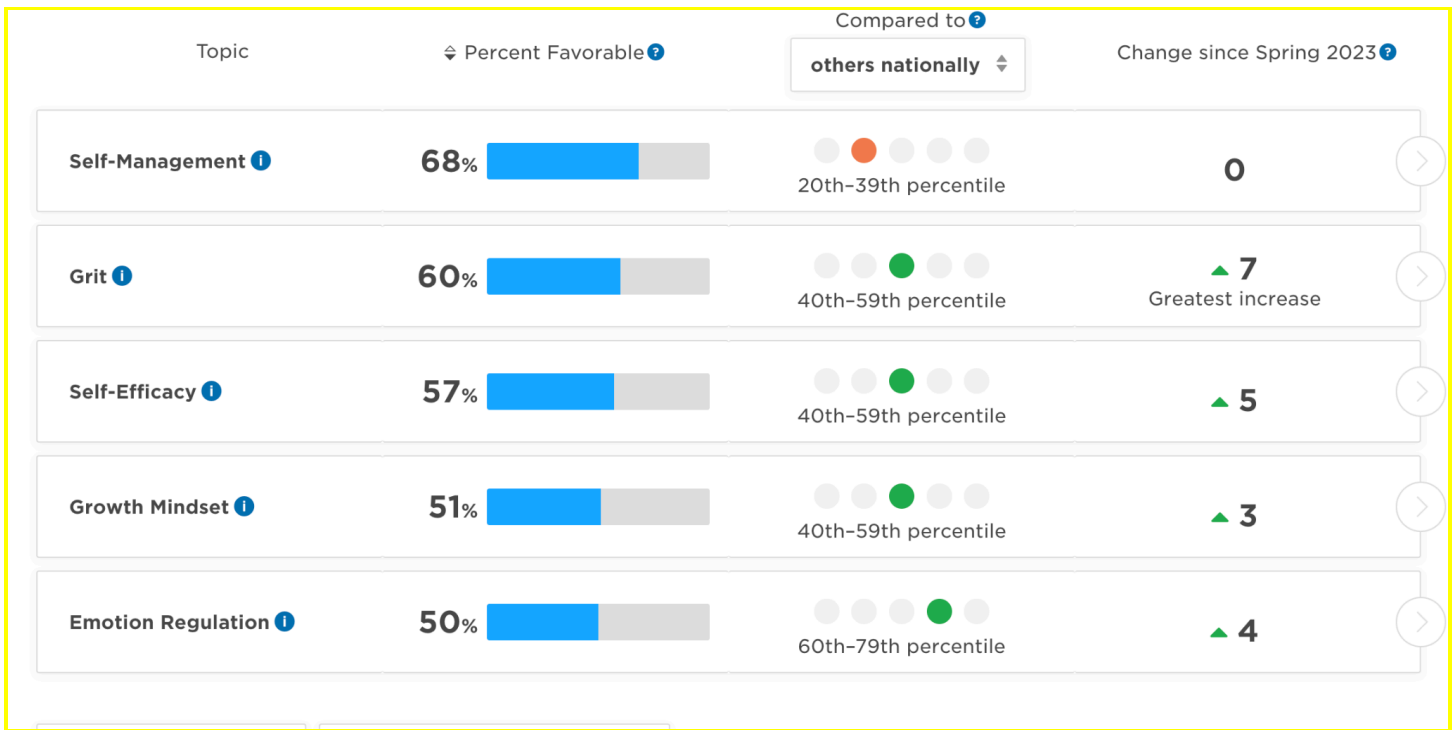 Compared to
Topic
Percent Favorable
others nationally
Change since Spring 2023
Self-Management
68%
20th–39th percentile
0
Grit
60%
40th–59th percentile
7
Greatest increase
Self-Efficacy
57%
40th–59th percentile
5
Growth Mindset
51%
40th–59th percentile
3
Emotion Regulation
50%
60th–79th percentile
4